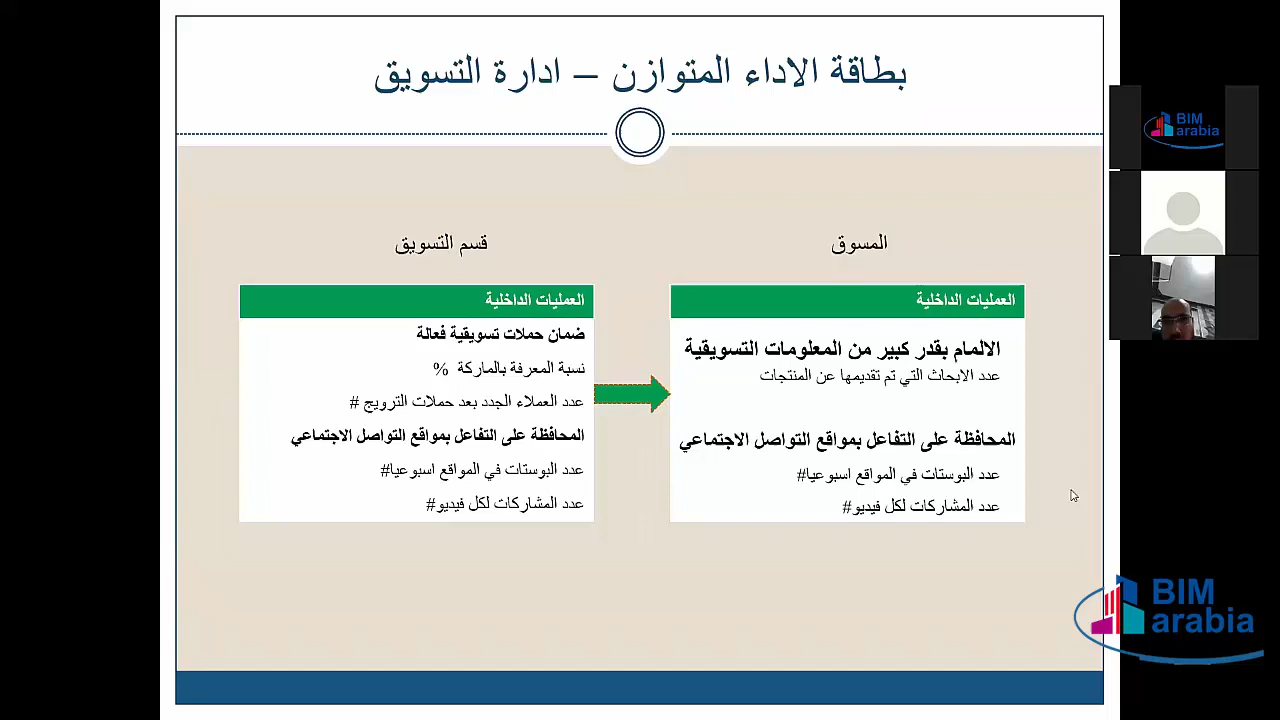 بطاقة الاداء المتوازن – ادارة التسويق
المسوق
العمليات الداخلية
الالمام بقدر كبير من المعلومات التسويقية
عدد الابحاث التي تم تقديمها عن المنتجات
المحافظة على التفاعل بمواقع التواصل الاجتماعي
عدد البوستات في المواقع اسبوعيا#
عدد المشاركات لكل فيديو#
قسم التسويق
العمليات الداخلية
ضمان حملات تسويقية فعالة
نسبة المعرفة بالماركة %
عدد العملاء الجدد بعد حملات الترويج #
المحافظة على التفاعل بمواقع التواصل الاجتماعي
عدد البوستات في المواقع اسبوعيا#
عدد المشاركات لكل فيديو#
BIM
arabia
BIM
arabia